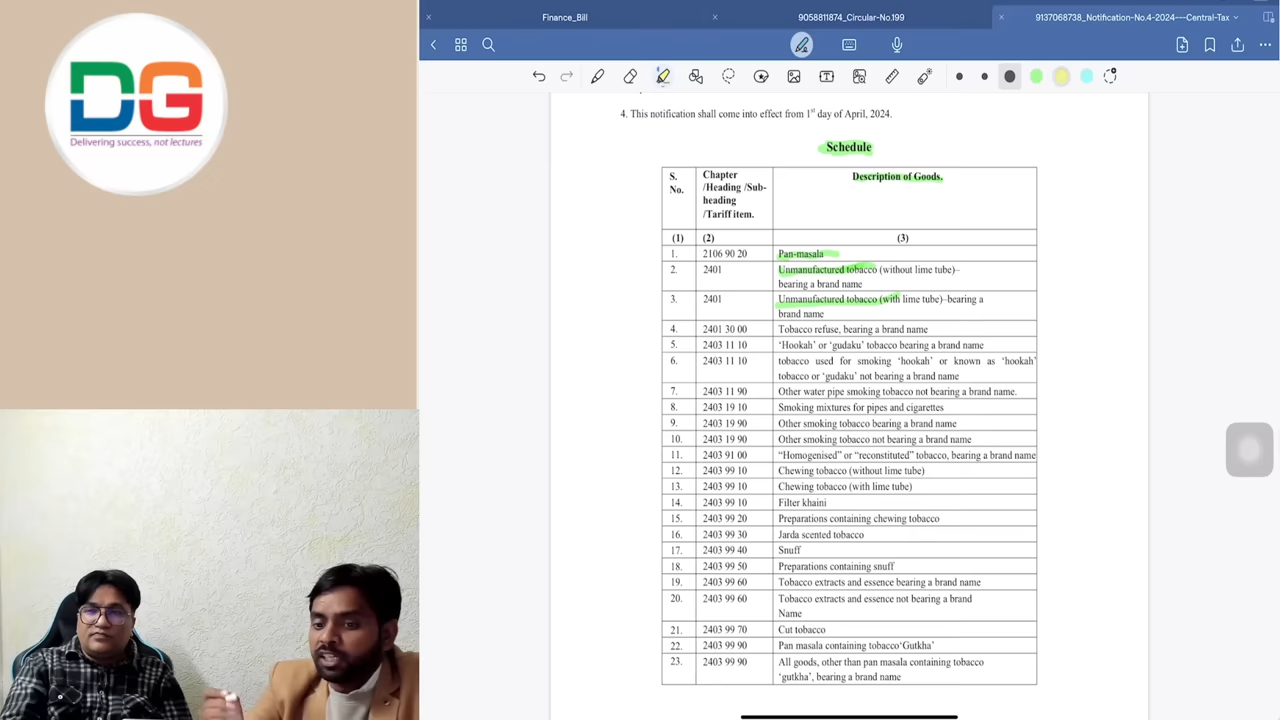 DG
Delivering success, not lectures
Finance_Bill
9058811874_Circular-No.199
9137068738_Notification-No.4-2024---Central-Tax
4. This notification shall come into effect from 1st day of April, 2024.
Schedule
S. No. Chapter /Heading /Sub-heading /Tariff item. Description of Goods.
(1) (2) (3)
1. 2106 90 20 Pan-masala
2. 2401 Unmanufactured tobacco (without lime tube)–
bearing a brand name
3. 2401 Unmanufactured tobacco (with lime tube)–bearing a
brand name
4. 2401 30 00 Tobacco refuse, bearing a brand name
5. 2403 11 10 ‘Hookah’ or ‘gudaku’ tobacco bearing a brand name
6. 2403 11 10 tobacco used for smoking ‘hookah’ or known as ‘hookah’
tobacco or ‘gudaku’ not bearing a brand name
7. 2403 11 90 Other water pipe smoking tobacco not bearing a brand name.
8. 2403 19 10 Smoking mixtures for pipes and cigarettes
9. 2403 19 90 Other smoking tobacco bearing a brand name
10. 2403 19 90 Other smoking tobacco not bearing a brand name
11. 2403 91 00 “Homogenised” or “reconstituted” tobacco, bearing a brand name
12. 2403 99 10 Chewing tobacco (without lime tube)
13. 2403 99 10 Chewing tobacco (with lime tube)
14. 2403 99 10 Filter khaini
15. 2403 99 20 Preparations containing chewing tobacco
16. 2403 99 30 Jarda scented tobacco
17. 2403 99 40 Snuff
18. 2403 99 50 Preparations containing snuff
19. 2403 99 60 Tobacco extracts and essence bearing a brand name
20. 2403 99 60 Tobacco extracts and essence not bearing a brand
Name
21. 2403 99 70 Cut tobacco
22. 2403 99 90 Pan masala containing tobacco‘Gutkha’
23. 2403 99 90 All goods, other than pan masala containing tobacco
‘gutkha’, bearing a brand name